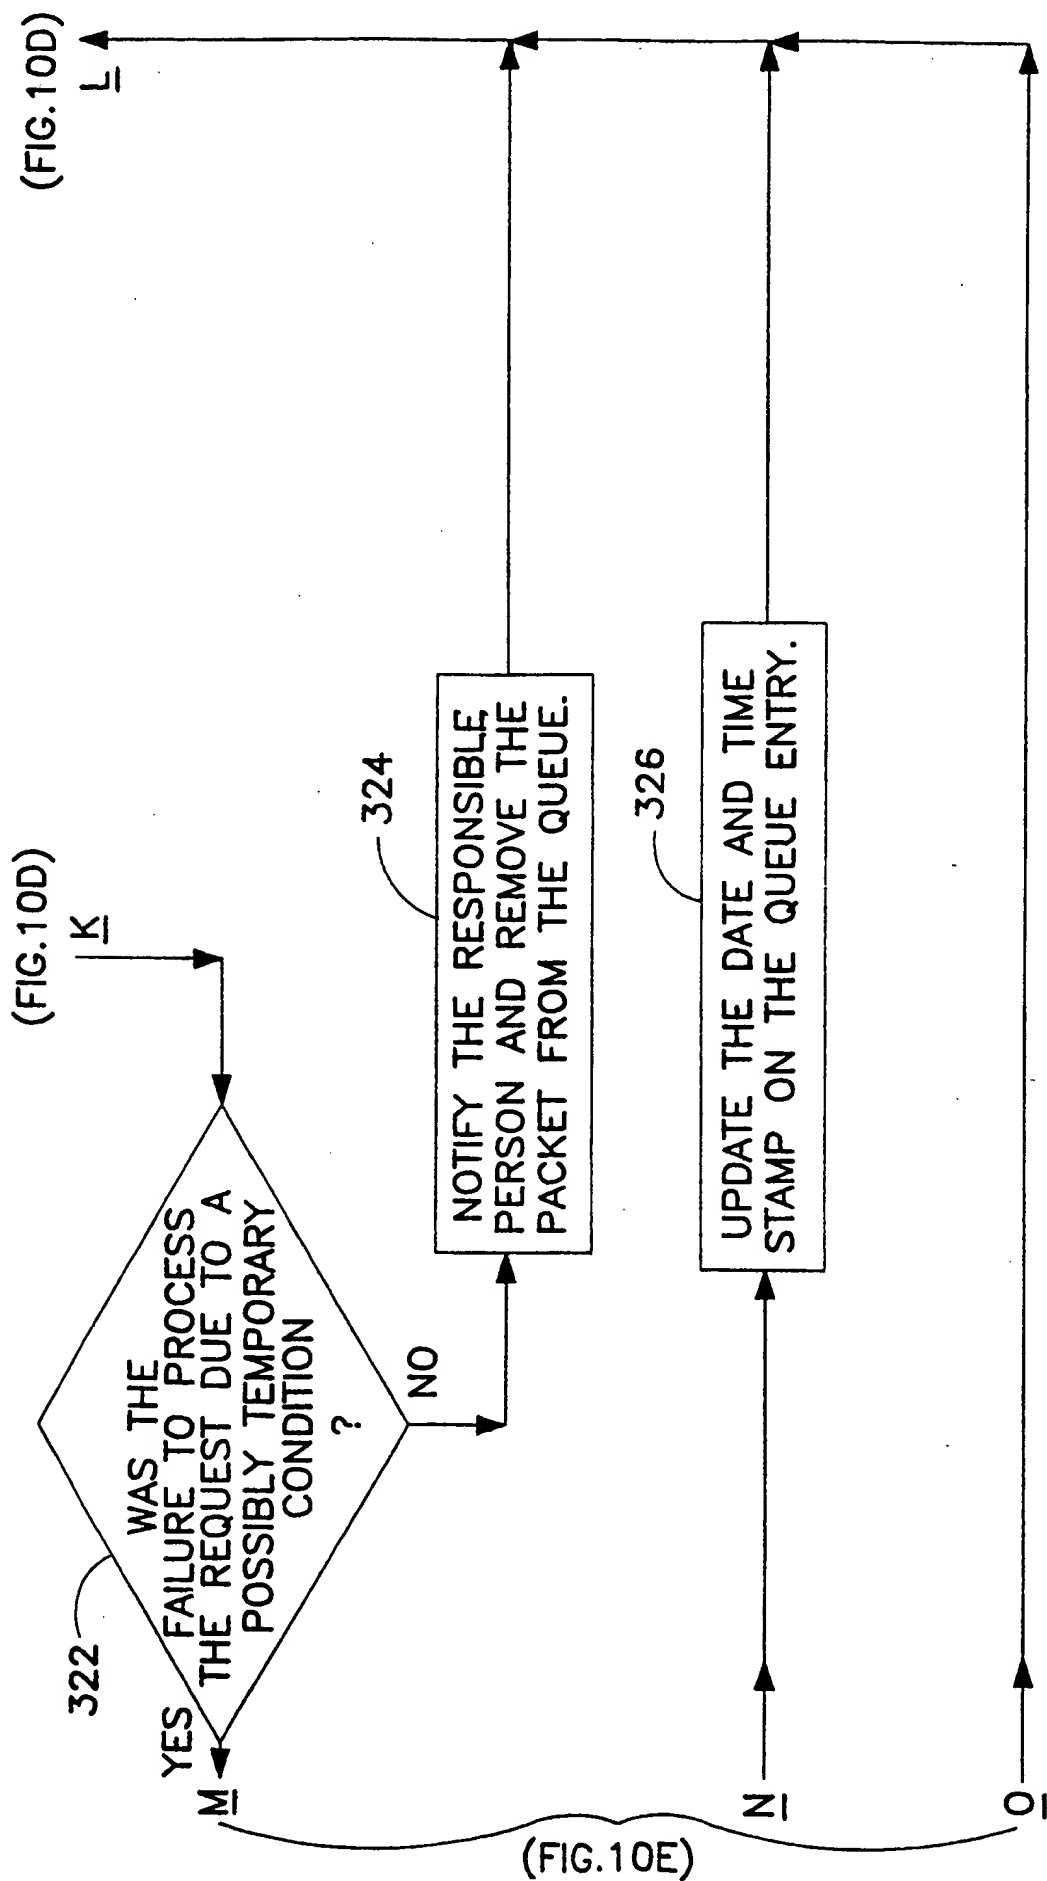 (FIG.10D)
K
(FIG.10D)
L
322
WAS THE
FAILURE TO PROCESS
THE REQUEST DUE TO A
POSSIBLY TEMPORARY
CONDITION
?
YES
M
NO
324
NOTIFY THE RESPONSIBLE
PERSON AND REMOVE THE
PACKET FROM THE QUEUE.
326
UPDATE THE DATE AND TIME
STAMP ON THE QUEUE ENTRY.
N
O
(FIG.10E)